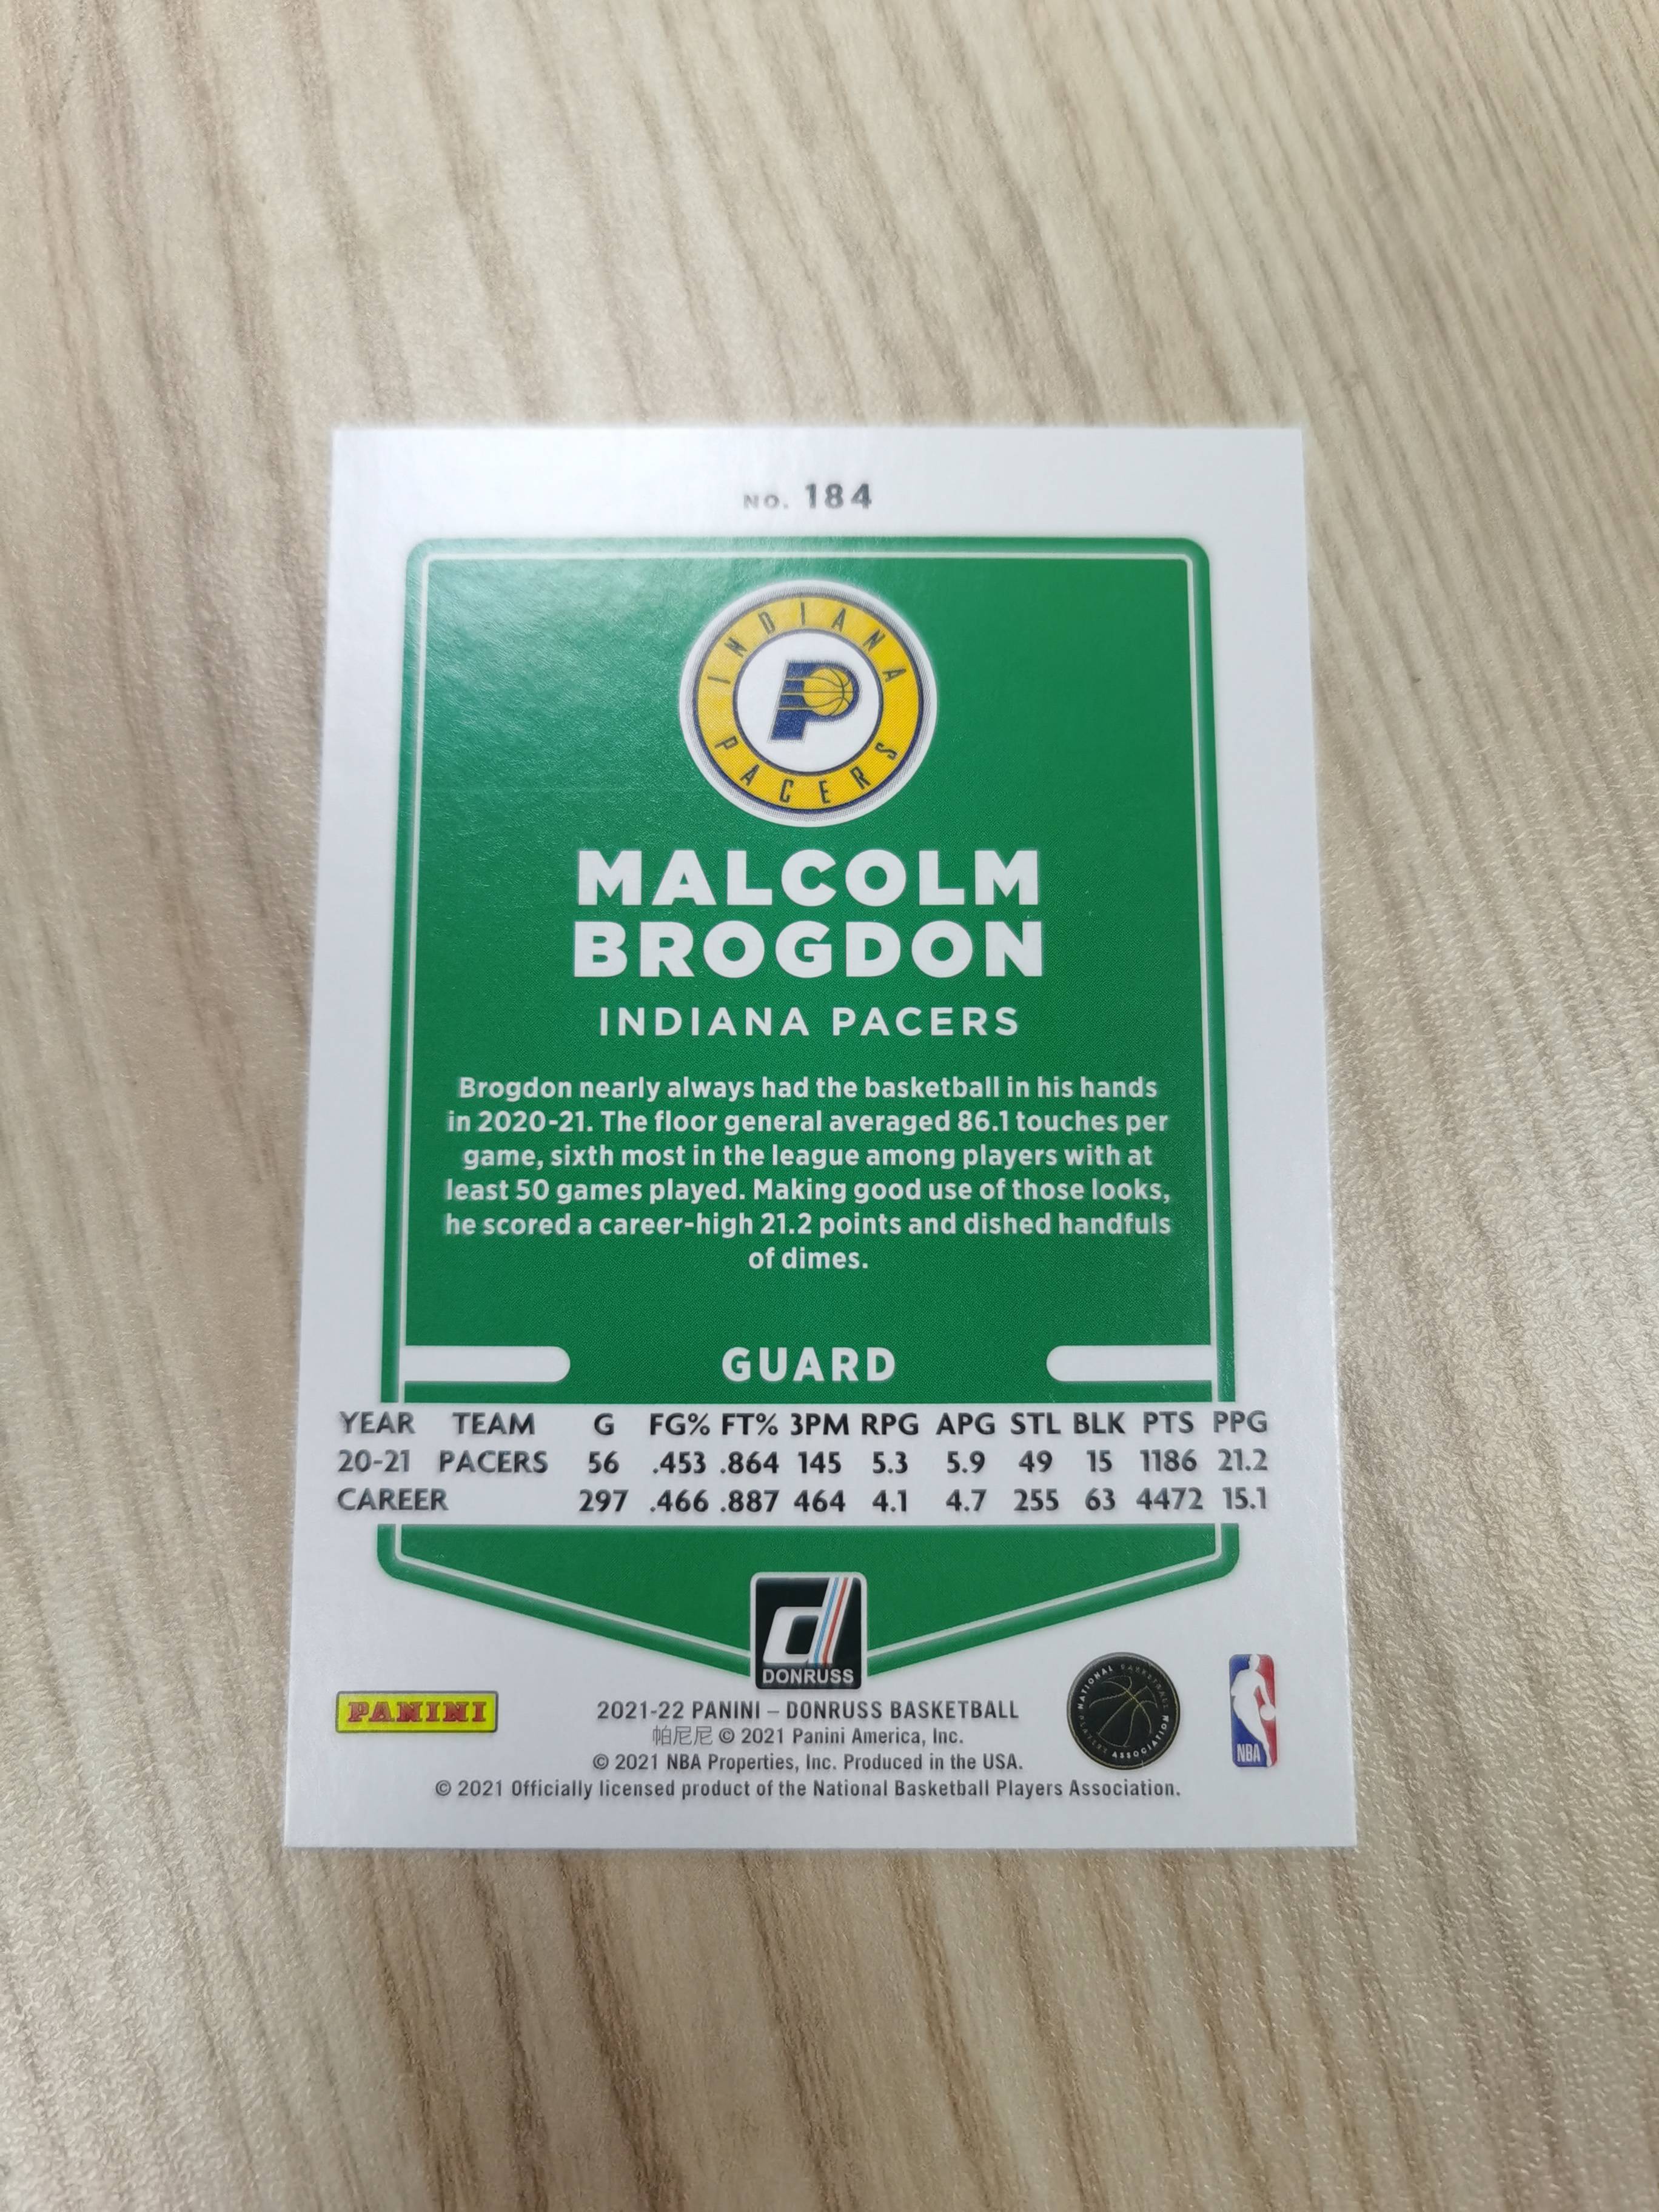 NO. 184
INDIANA
PACERS
MALCOLM
BROGDON
INDIANA PACERS
Brogdon nearly always had the basketball in his hands
in 2020-21. The floor general averaged 86.1 touches per
game, sixth most in the league among players with at
least 50 games played. Making good use of those looks,
he scored a career-high 21.2 points and dished handfuls
of dimes.
GUARD
YEAR TEAM G FG% FT% 3PM RPG APG STL BLK PTS PPG
20-21 PACERS 56 .453 .864 145 5.3 5.9 49 15 1186 21.2
CAREER 297 .466 .887 464 4.1 4.7 255 63 4472 15.1
DONRUSS
PANINI
2021-22 PANINI – DONRUSS BASKETBALL
帕尼尼 © 2021 Panini America, Inc.
© 2021 NBA Properties, Inc. Produced in the USA.
© 2021 Officially licensed product of the National Basketball Players Association.
NATIONAL BASKETBALL PLAYERS ASSOCIATION
NBA